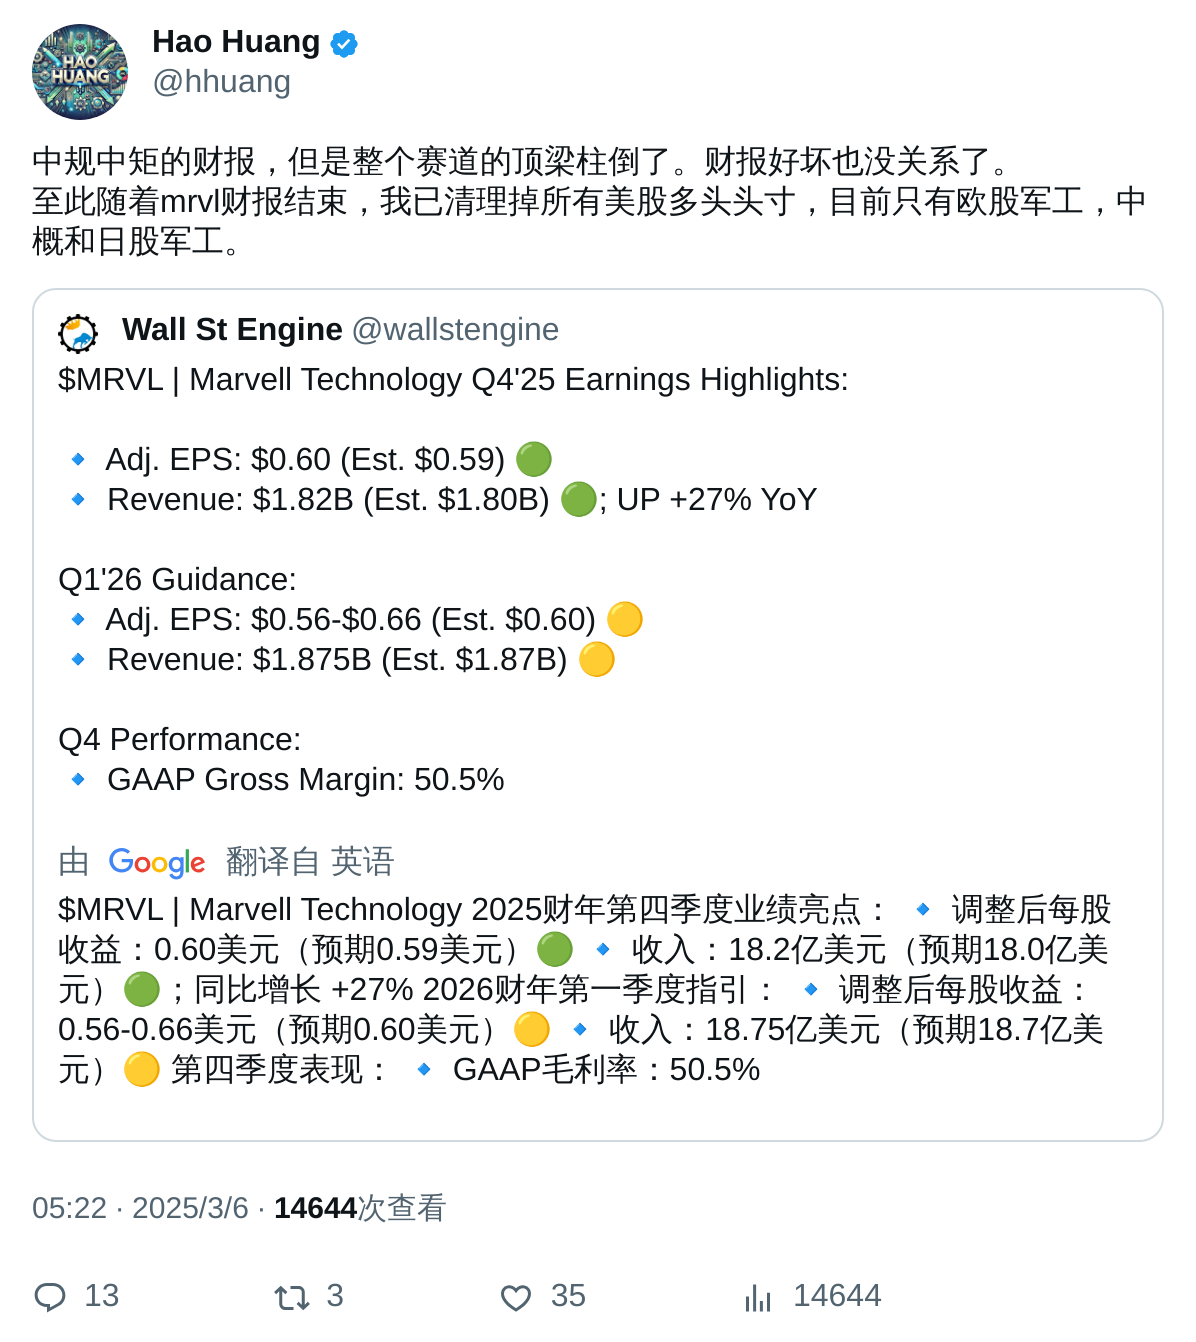 HAO
HUANG
Hao Huang
@hhuang
中规中矩的财报，但是整个赛道的顶梁柱倒了。财报好坏也没关系了。
至此随着mrvl财报结束，我已清理掉所有美股多头头寸，目前只有欧股军工，中
概和日股军工。
Wall St Engine @wallstengine
$MRVL | Marvell Technology Q4'25 Earnings Highlights:
🔹 Adj. EPS: $0.60 (Est. $0.59) 🟢
🔹 Revenue: $1.82B (Est. $1.80B) 🟢; UP +27% YoY
Q1'26 Guidance:
🔹 Adj. EPS: $0.56-$0.66 (Est. $0.60) 🟡
🔹 Revenue: $1.875B (Est. $1.87B) 🟡
Q4 Performance:
🔹 GAAP Gross Margin: 50.5%
由 Google 翻译自 英语
$MRVL | Marvell Technology 2025财年第四季度业绩亮点： 🔹 调整后每股
收益：0.60美元（预期0.59美元）🟢 🔹 收入：18.2亿美元（预期18.0亿美
元）🟢；同比增长 +27% 2026财年第一季度指引： 🔹 调整后每股收益：
0.56-0.66美元（预期0.60美元）🟡 🔹 收入：18.75亿美元（预期18.7亿美
元）🟡 第四季度表现： 🔹 GAAP毛利率：50.5%
05:22 · 2025/3/6 · 14644次查看
13 3 35 14644